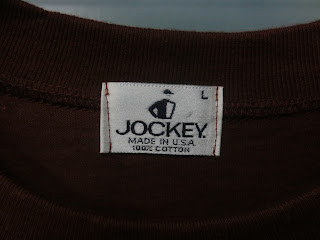 L
JOCKEY.
MADE IN U.S.A.
100% COTTON